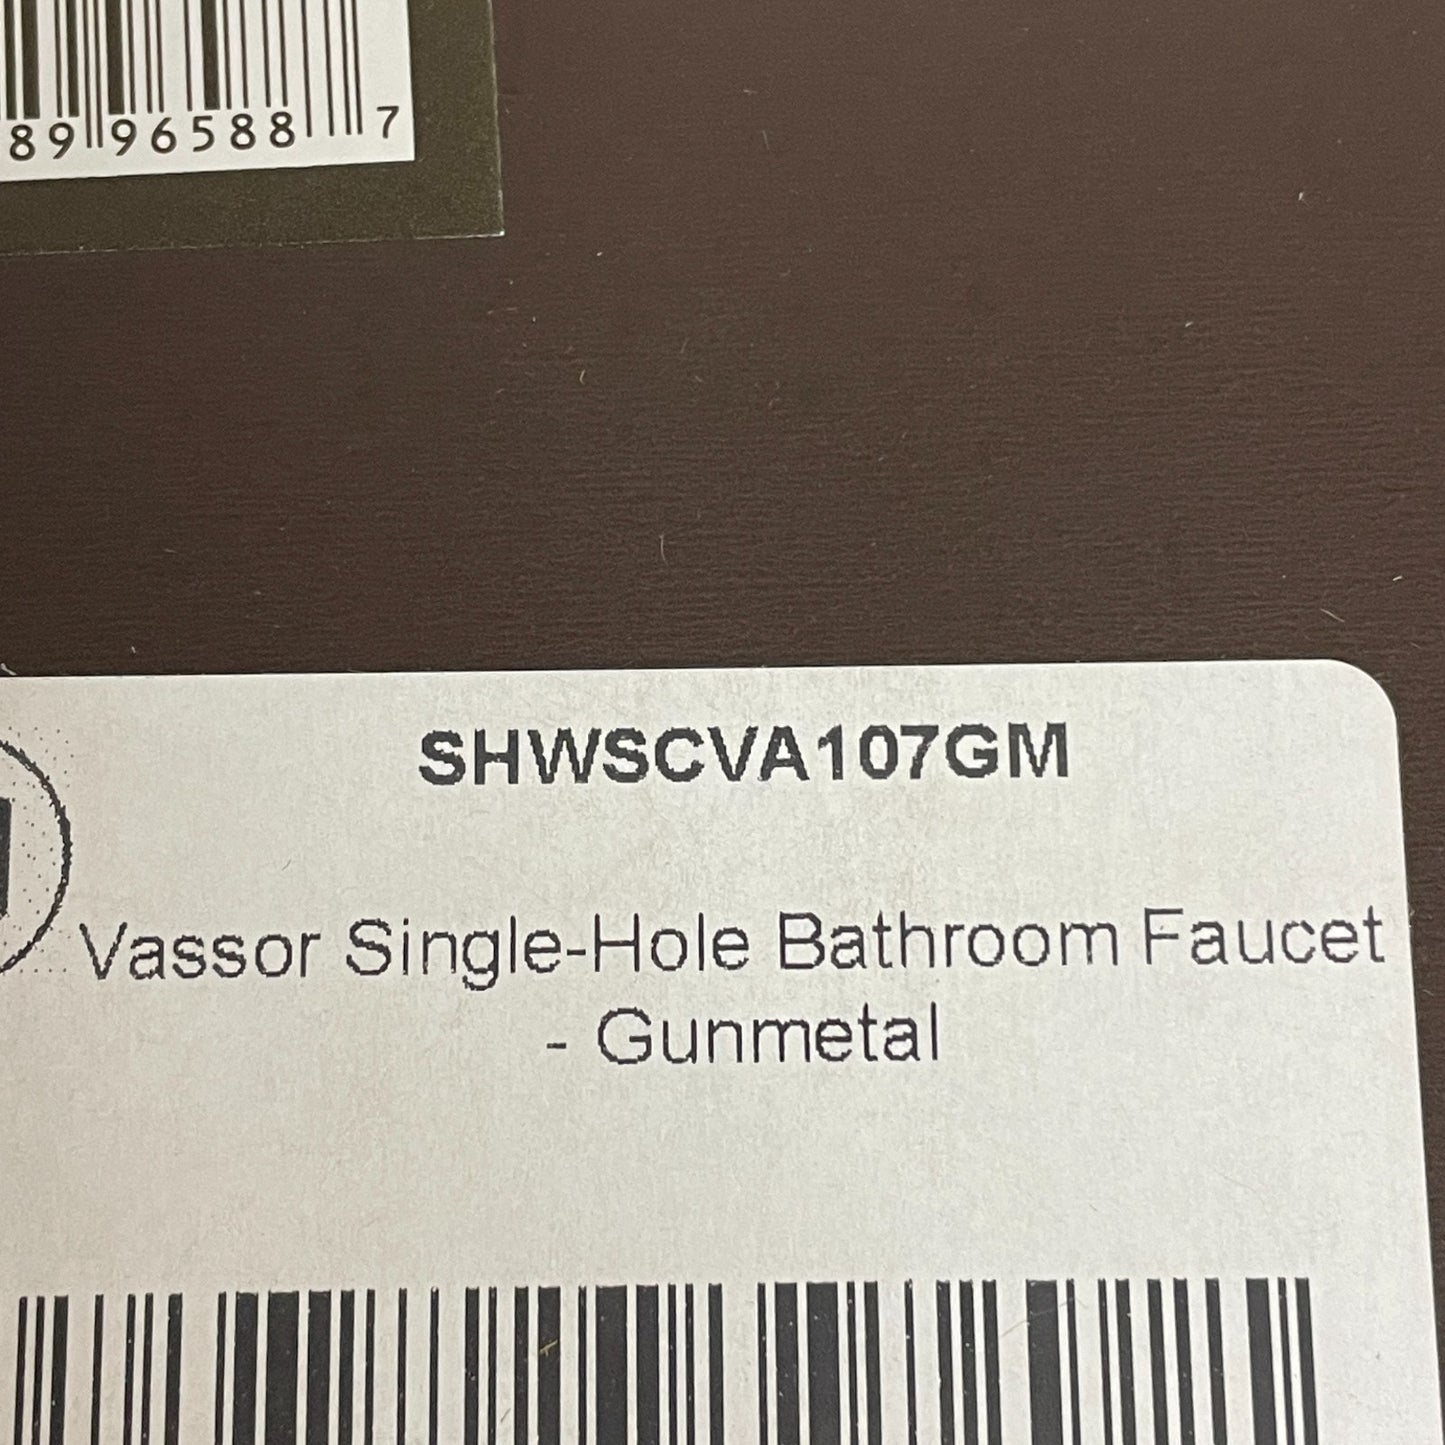 89 96588 7
SHWSCVA107GM
Vassor Single-Hole Bathroom Faucet
- Gunmetal